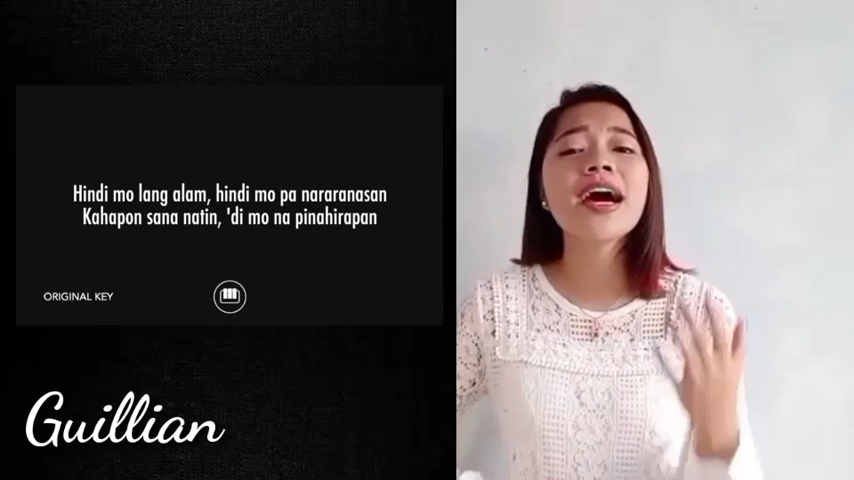 Hindi mo lang alam, hindi mo pa nararanasan
Kahapon sana natin, 'di mo na pinahirapan
ORIGINAL KEY
Guillian